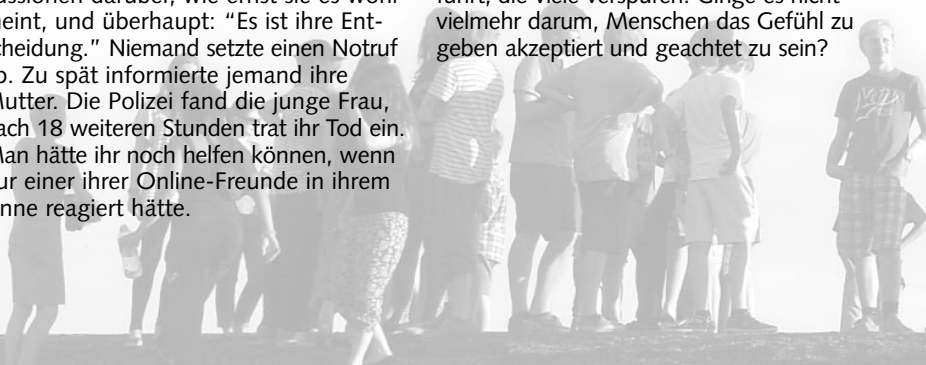 ussionen darüber, wie ernst sie es wohl
meint, und überhaupt: “Es ist ihre Ent-
cheidung.” Niemand setzte einen Notruf
b. Zu spät informierte jemand ihre
Mutter. Die Polizei fand die junge Frau,
ach 18 weiteren Stunden trat ihr Tod ein.
Man hätte ihr noch helfen können, wenn
ur einer ihrer Online-Freunde in ihrem
inne reagiert hätte.
führt, die viele verspüren. Ginge es nicht
vielmehr darum, Menschen das Gefühl zu
geben akzeptiert und geachtet zu sein?